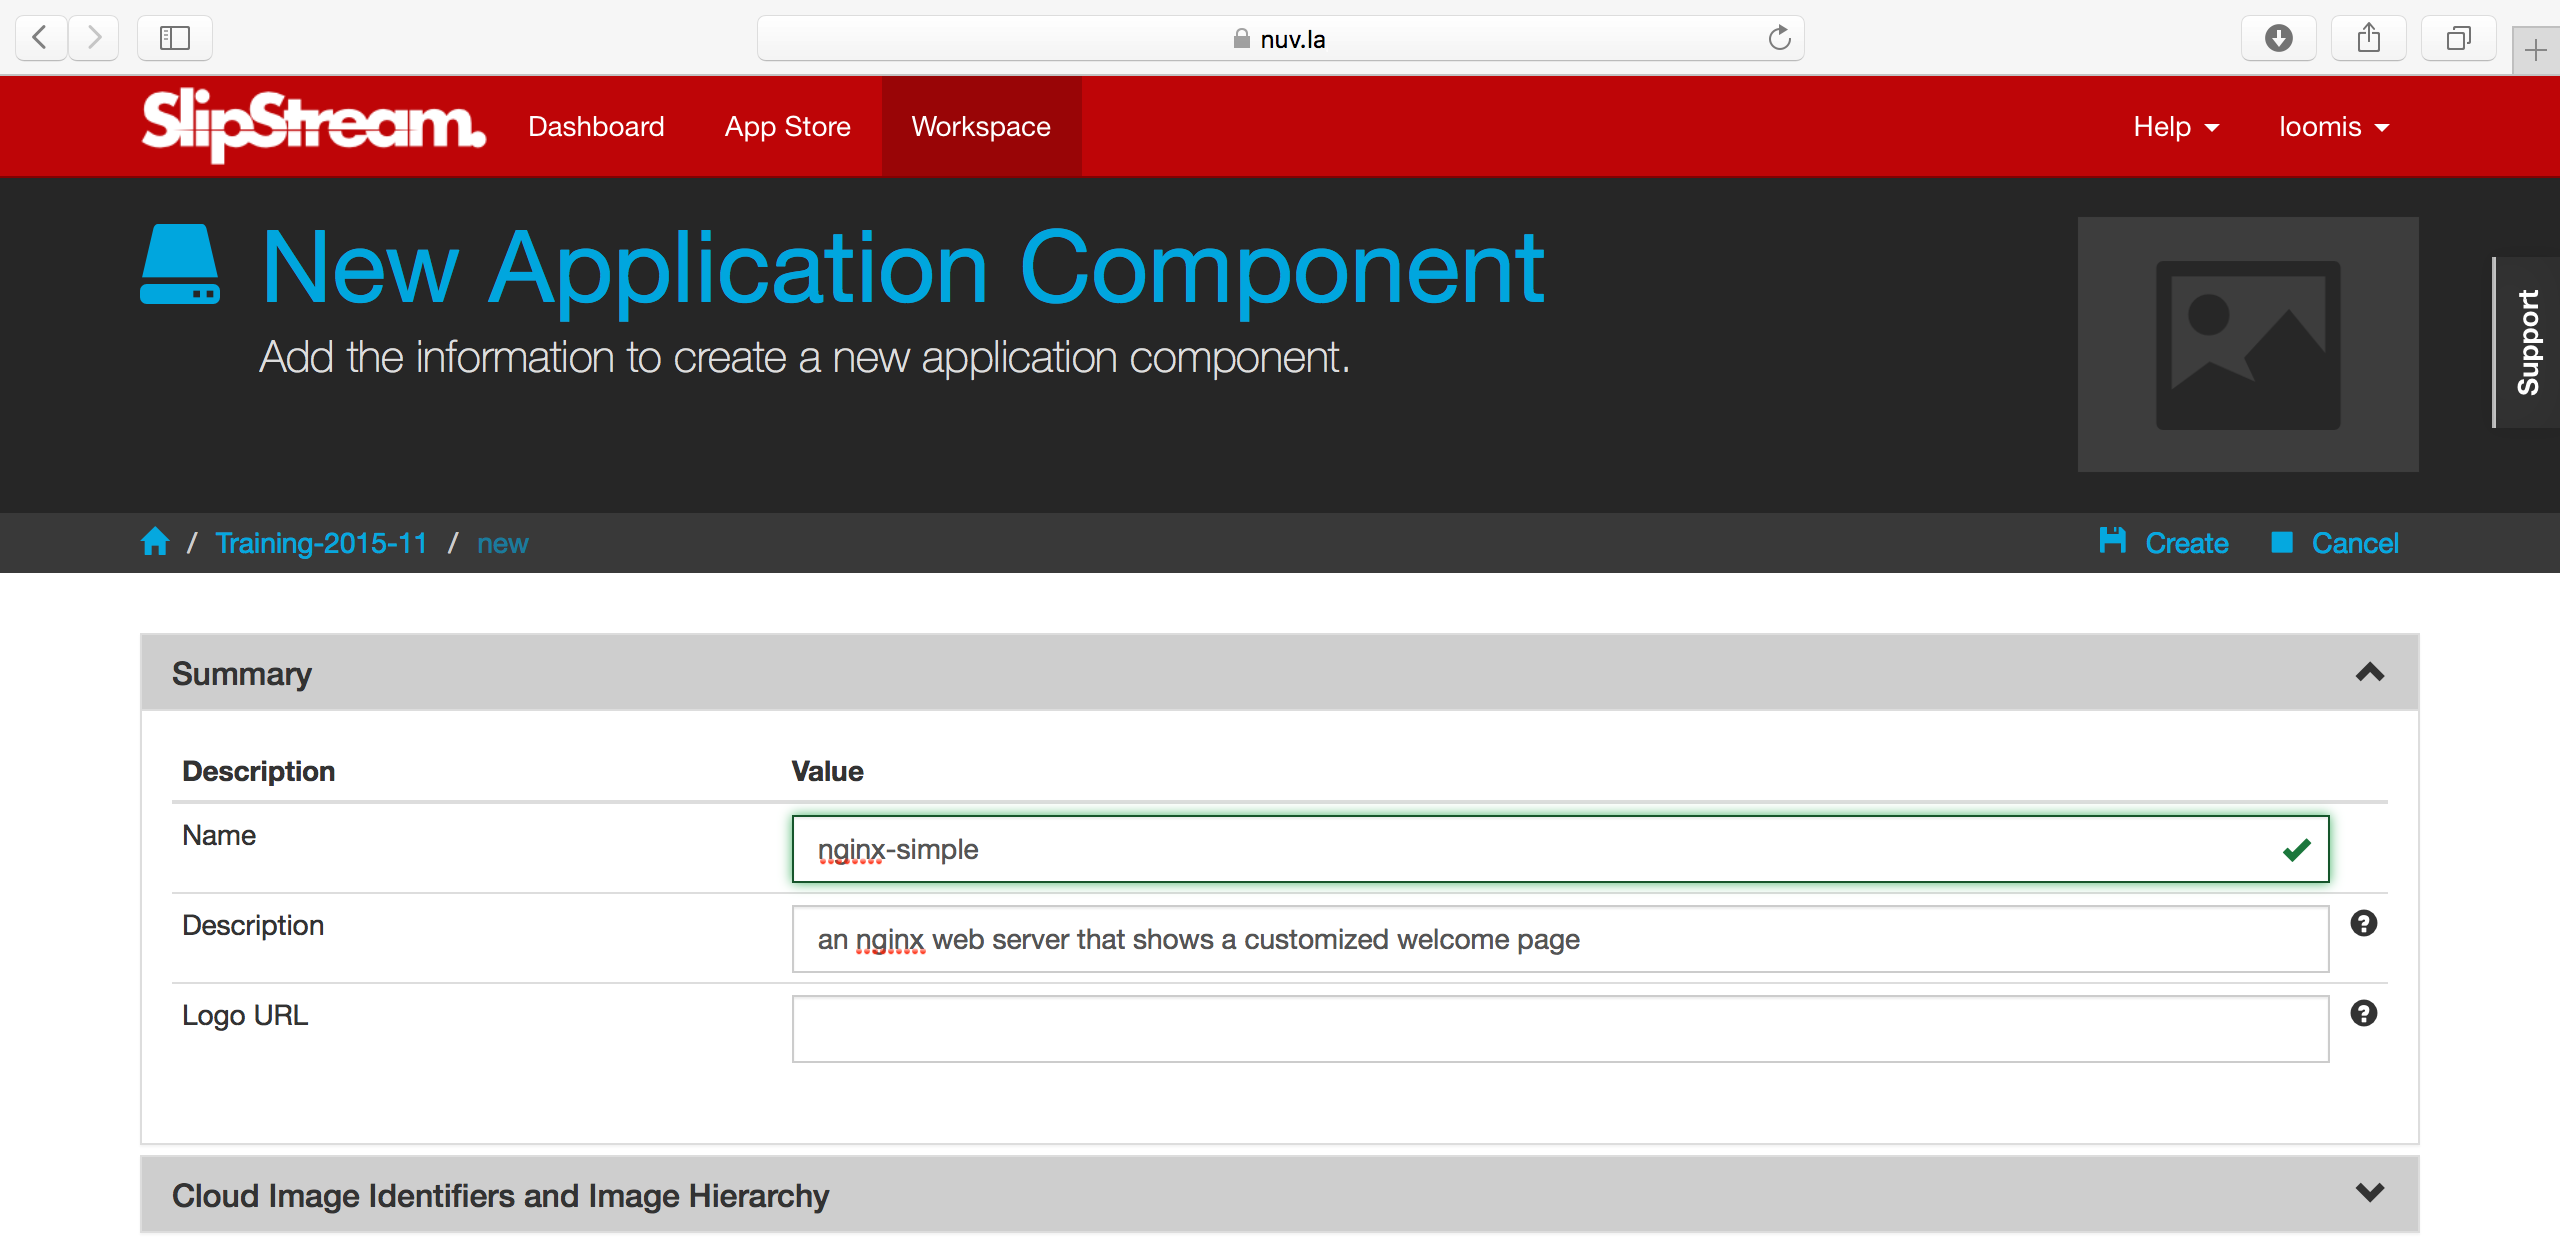 nuv.la
SlipStream. Dashboard App Store Workspace Help loomis
New Application Component
Add the information to create a new application component.
Support
/ Training-2015-11 / new Create Cancel
Summary
Description Value
Name nginx-simple
Description an nginx web server that shows a customized welcome page
Logo URL
Cloud Image Identifiers and Image Hierarchy